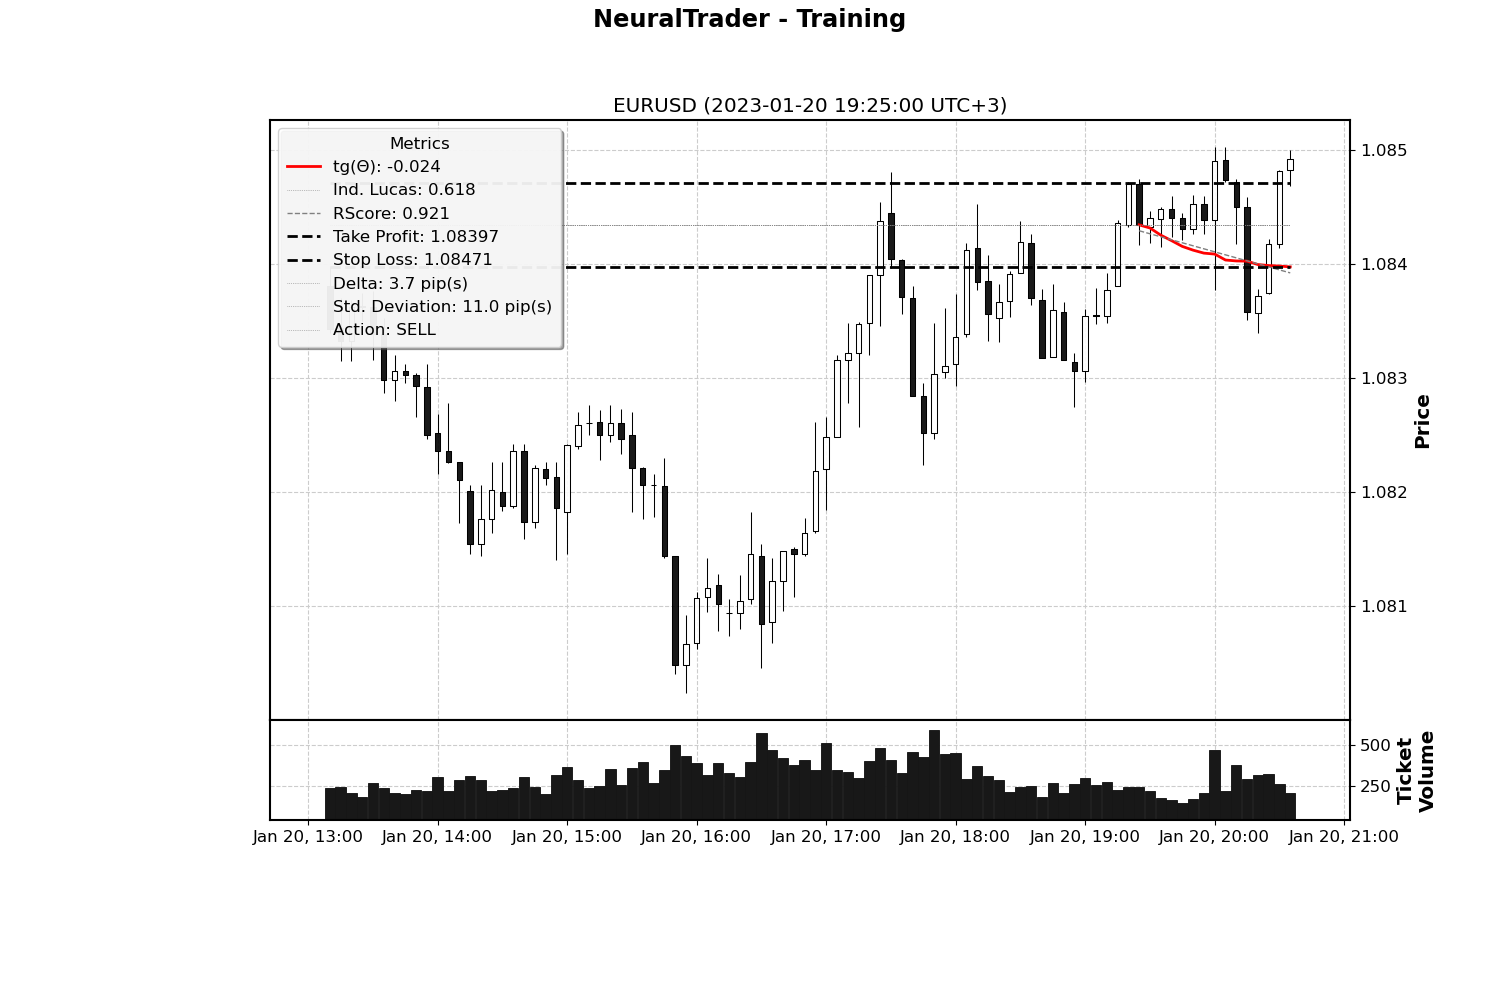 NeuralTrader - Training
EURUSD (2023-01-20 19:25:00 UTC+3)
Metrics
tg(Θ): -0.024
Ind. Lucas: 0.618
RScore: 0.921
Take Profit: 1.08397
Stop Loss: 1.08471
Delta: 3.7 pip(s)
Std. Deviation: 11.0 pip(s)
Action: SELL
1.085
1.084
1.083
1.082
1.081
Price
500
250
Ticket
Volume
Jan 20, 13:00
Jan 20, 14:00
Jan 20, 15:00
Jan 20, 16:00
Jan 20, 17:00
Jan 20, 18:00
Jan 20, 19:00
Jan 20, 20:00
Jan 20, 21:00